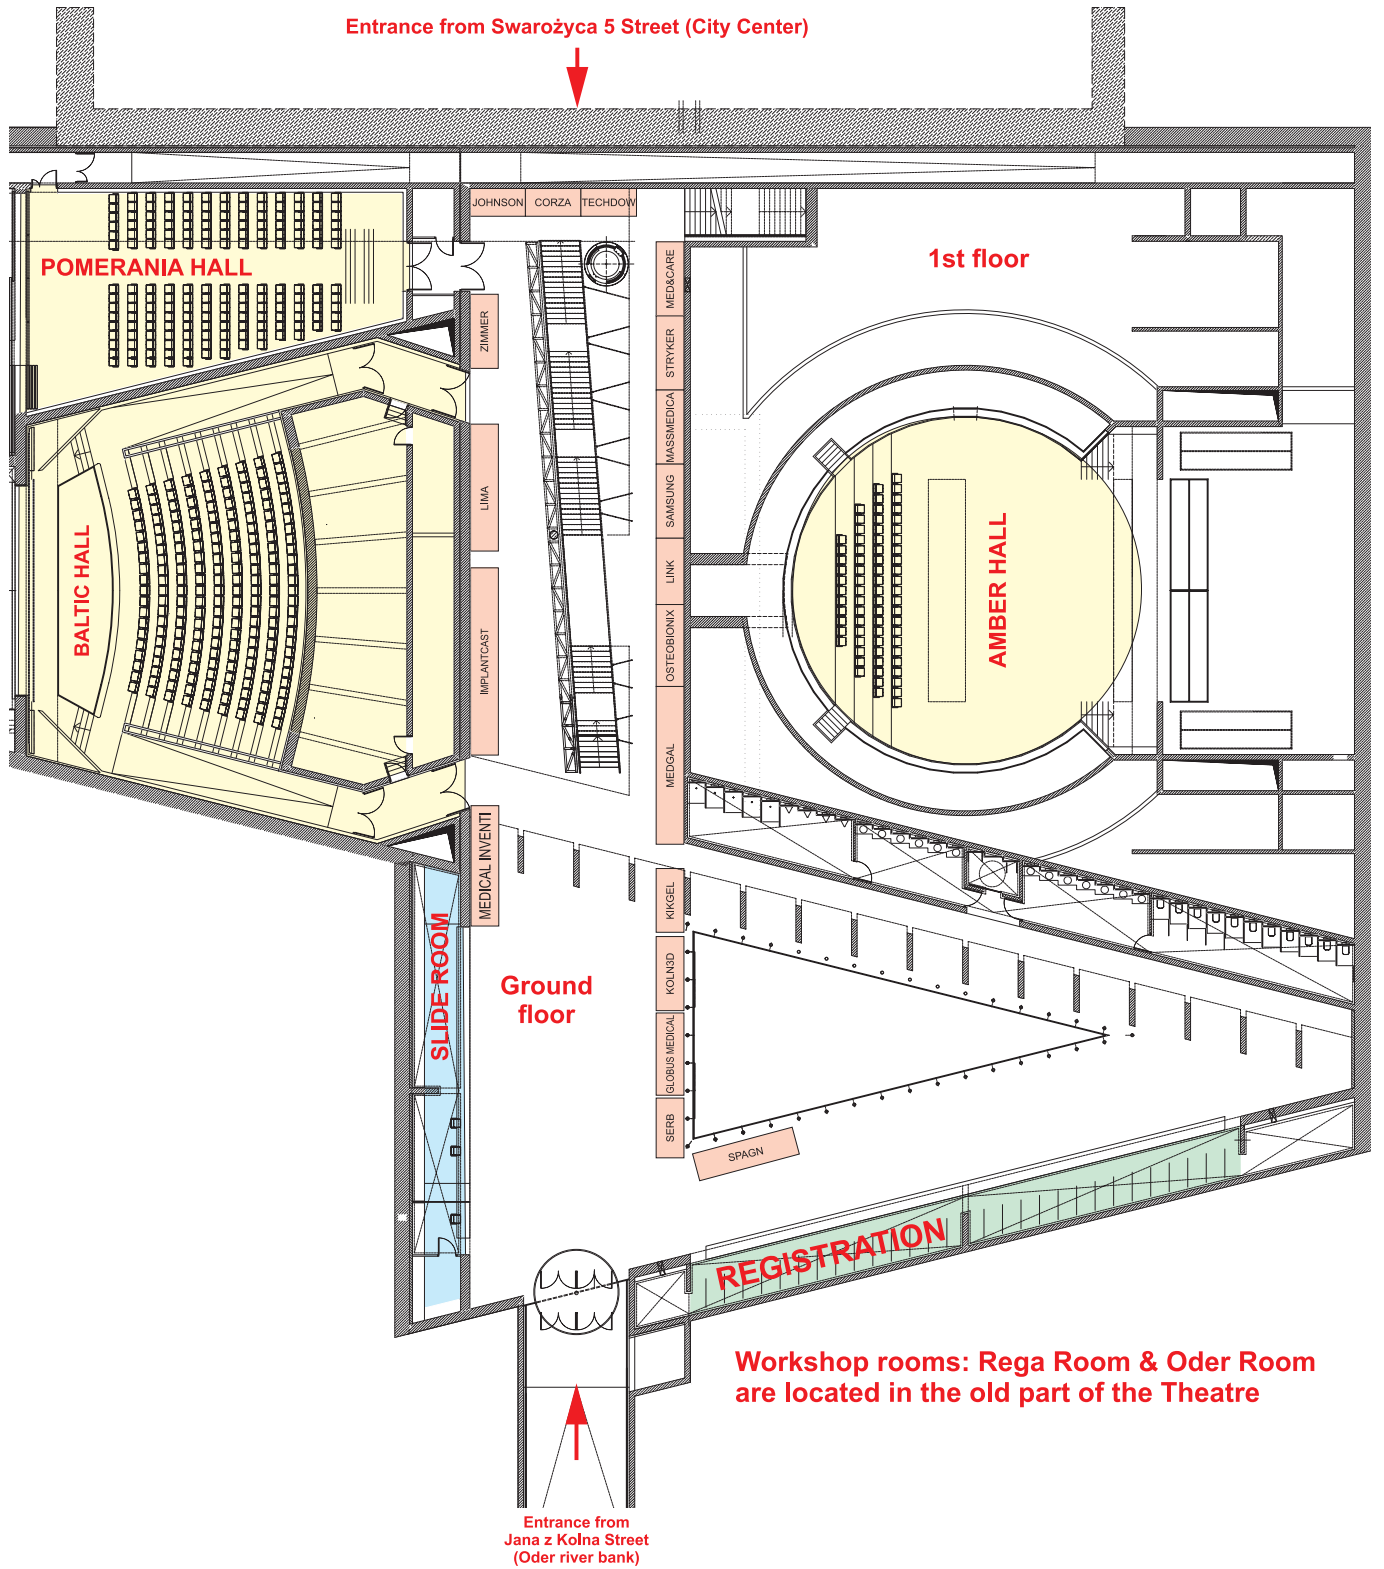 Entrance from Swarożyca 5 Street (City Center)
JOHNSON
CORZA
TECHDOW
POMERANIA HALL
1st floor
MED&CARE
ZIMMER
STRYKER
MASSMEDICA
LIMA
SAMSUNG
BALTIC HALL
LINK
AMBER HALL
IMPLANTCAST
OSTEOBIONIX
MEDGAL
MEDICAL INVENTI
KIKGEL
SLIDE ROOM
Ground
floor
KOLN3D
GLOBUS MEDICAL
SERB
SPAGN
REGISTRATION
Workshop rooms: Rega Room & Oder Room
are located in the old part of the Theatre
Entrance from
Jana z Kolna Street
(Oder river bank)